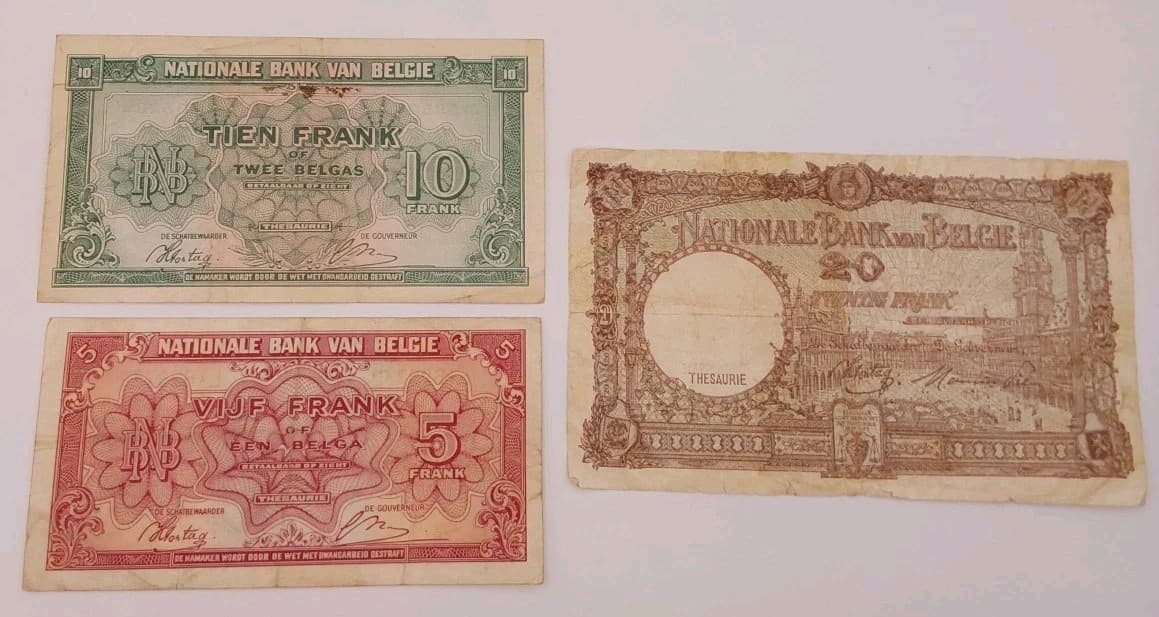 10 NATIONALE BANK VAN BELGIE 10
TIEN FRANK
OF
TWEE BELGAS
BETAALBAAR OP ZICHT
NB
10
FRANK
THESAURIE
DE SCHATBEWAARDER
DE GOUVERNEUR
DE NAMAKER WORDT DOOR DE WET MET DWANGARBEID GESTRAFT
5 NATIONALE BANK VAN BELGIE 5
VIJF FRANK
OF
EEN BELGA
BETAALBAAR OP ZICHT
NB
5
FRANK
THESAURIE
DE SCHATBEWAARDER
DE GOUVERNEUR
DE NAMAKER WORDT DOOR DE WET MET DWANGARBEID GESTRAFT
NATIONALE BANK VAN BELGIE
20
TWINTIG FRANK
THESAURIE